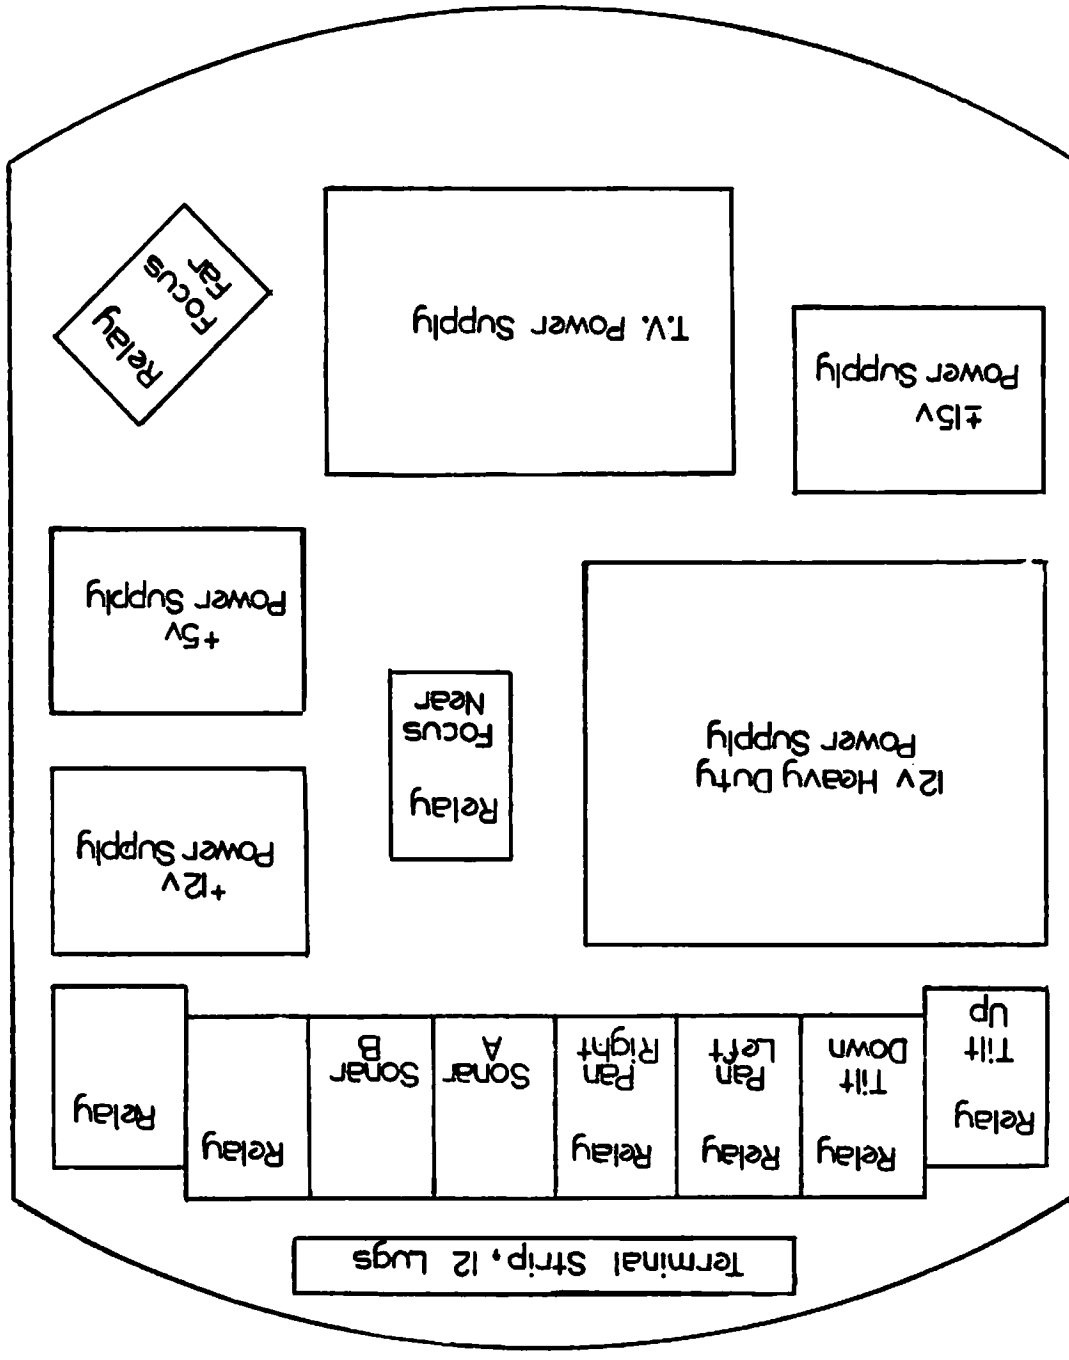 Terminal Strip, 12 Lugs
Relay
Tilt
Up
Relay
Tilt
Down
Relay
Pan
Left
Relay
Pan
Right
Sonar
A
Sonar
B
Relay
Relay
12v Heavy Duty
Power Supply
Relay
Focus
Near
+12v
Power Supply
+5v
Power Supply
±15v
Power Supply
T.V. Power Supply
Relay
Focus
Far